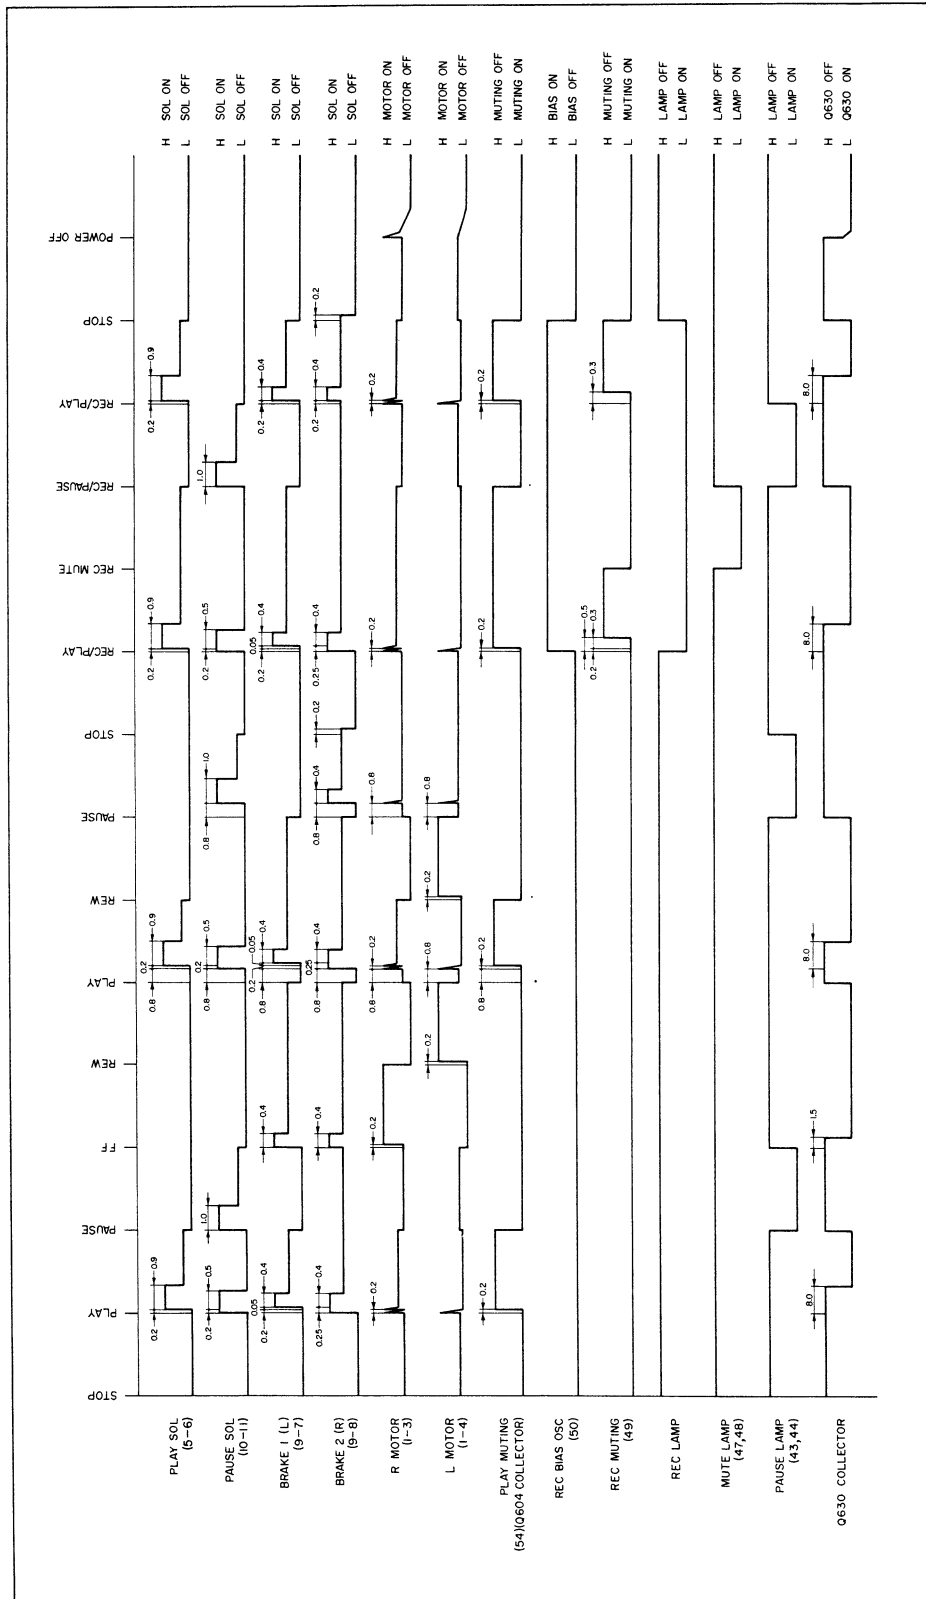 STOP PLAY PAUSE FF REW PLAY REW PAUSE STOP REC/PLAY REC MUTE REC/PAUSE REC/PLAY STOP POWER OFF
PLAY SOL
(5-6)
0.2 0.9 0.8 0.2 0.9 0.2 0.9 0.2 0.9
H SOL ON
L SOL OFF
PAUSE SOL
(10-11)
0.2 0.5 1.0 0.8 0.2 0.5 0.8 1.0 0.2 0.5 1.0
H SOL ON
L SOL OFF
BRAKE 1 (L)
(9-7)
0.2 0.05 0.4 0.4 0.8 0.2 0.05 0.4 0.2 0.05 0.4 0.2 0.4
H SOL ON
L SOL OFF
BRAKE 2 (R)
(9-8)
0.25 0.4 0.4 0.8 0.25 0.4 0.8 0.4 0.2 0.25 0.4 0.2 0.4 0.2
H SOL ON
L SOL OFF
R MOTOR
(1-3)
0.2 0.2 0.8 0.2 0.8 0.2 0.2
H MOTOR ON
L MOTOR OFF
L MOTOR
(1-4)
0.2 0.8 0.2 0.8
H MOTOR ON
L MOTOR OFF
PLAY MUTING
(54)(Q604 COLLECTOR)
0.2 0.8 0.2 0.2 0.2
H MUTING OFF
L MUTING ON
REC BIAS OSC
(50)
H BIAS ON
L BIAS OFF
REC MUTING
(49)
0.2 0.3 0.5 0.3
H MUTING OFF
L MUTING ON
REC LAMP
H LAMP OFF
L LAMP ON
MUTE LAMP
(47,48)
H LAMP OFF
L LAMP ON
PAUSE LAMP
(43,44)
H LAMP OFF
L LAMP ON
Q630 COLLECTOR
8.0 1.5 8.0 8.0 8.0
H Q630 OFF
L Q630 ON